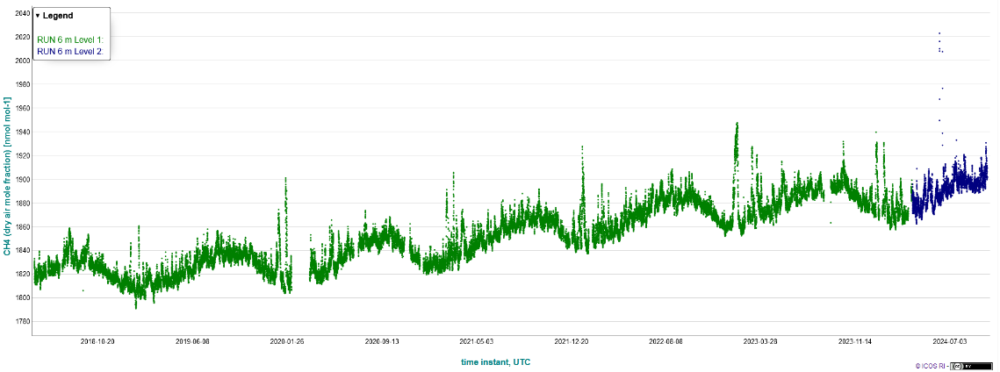 2040
▼ Legend
RUN 6 m Level 1:
RUN 6 m Level 2:
2020
2000
1980
1960
1940
1920
1900
1880
1860
1840
1820
1800
1780
CH4 (dry air mole fraction) [nmol mol-1]
2018-10-20 2019-06-08 2020-01-26 2020-09-13 2021-05-03 2021-12-20 2022-08-08 2023-03-28 2023-11-14 2024-07-03
time instant, UTC
© ICOS RI - cc BY